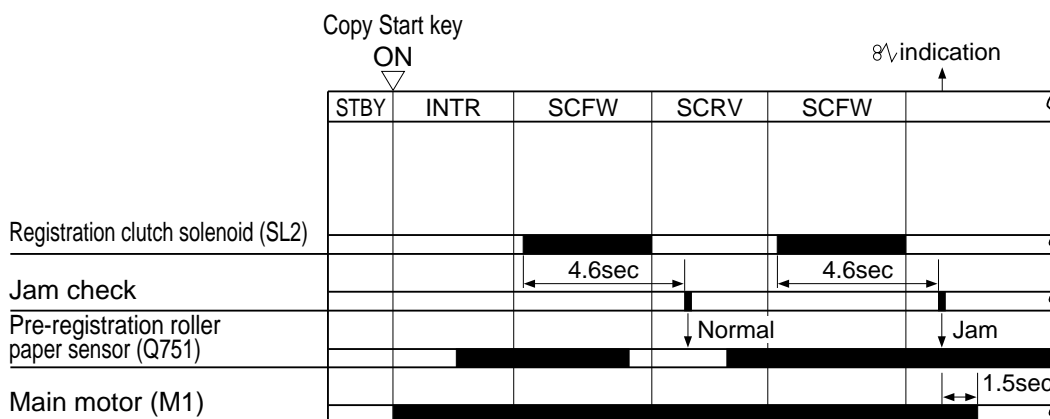 Copy Start key
ON
indication
STBY INTR SCFW SCRV SCFW
Registration clutch solenoid (SL2)
4.6sec 4.6sec
Jam check
Pre-registration roller
paper sensor (Q751)
Normal Jam
1.5sec
Main motor (M1)